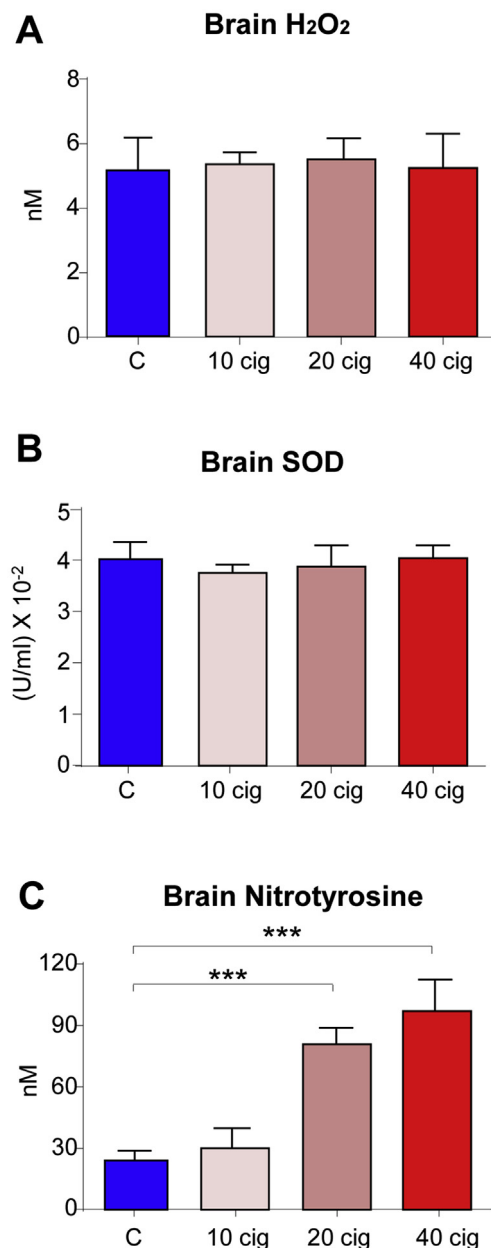 A
Brain H₂O₂
8
6
4
2
0
nM
C 10 cig 20 cig 40 cig
B
Brain SOD
5
4
3
2
1
0
(U/ml) X 10⁻²
C 10 cig 20 cig 40 cig
C
Brain Nitrotyrosine
***
***
120
90
60
30
0
nM
C 10 cig 20 cig 40 cig